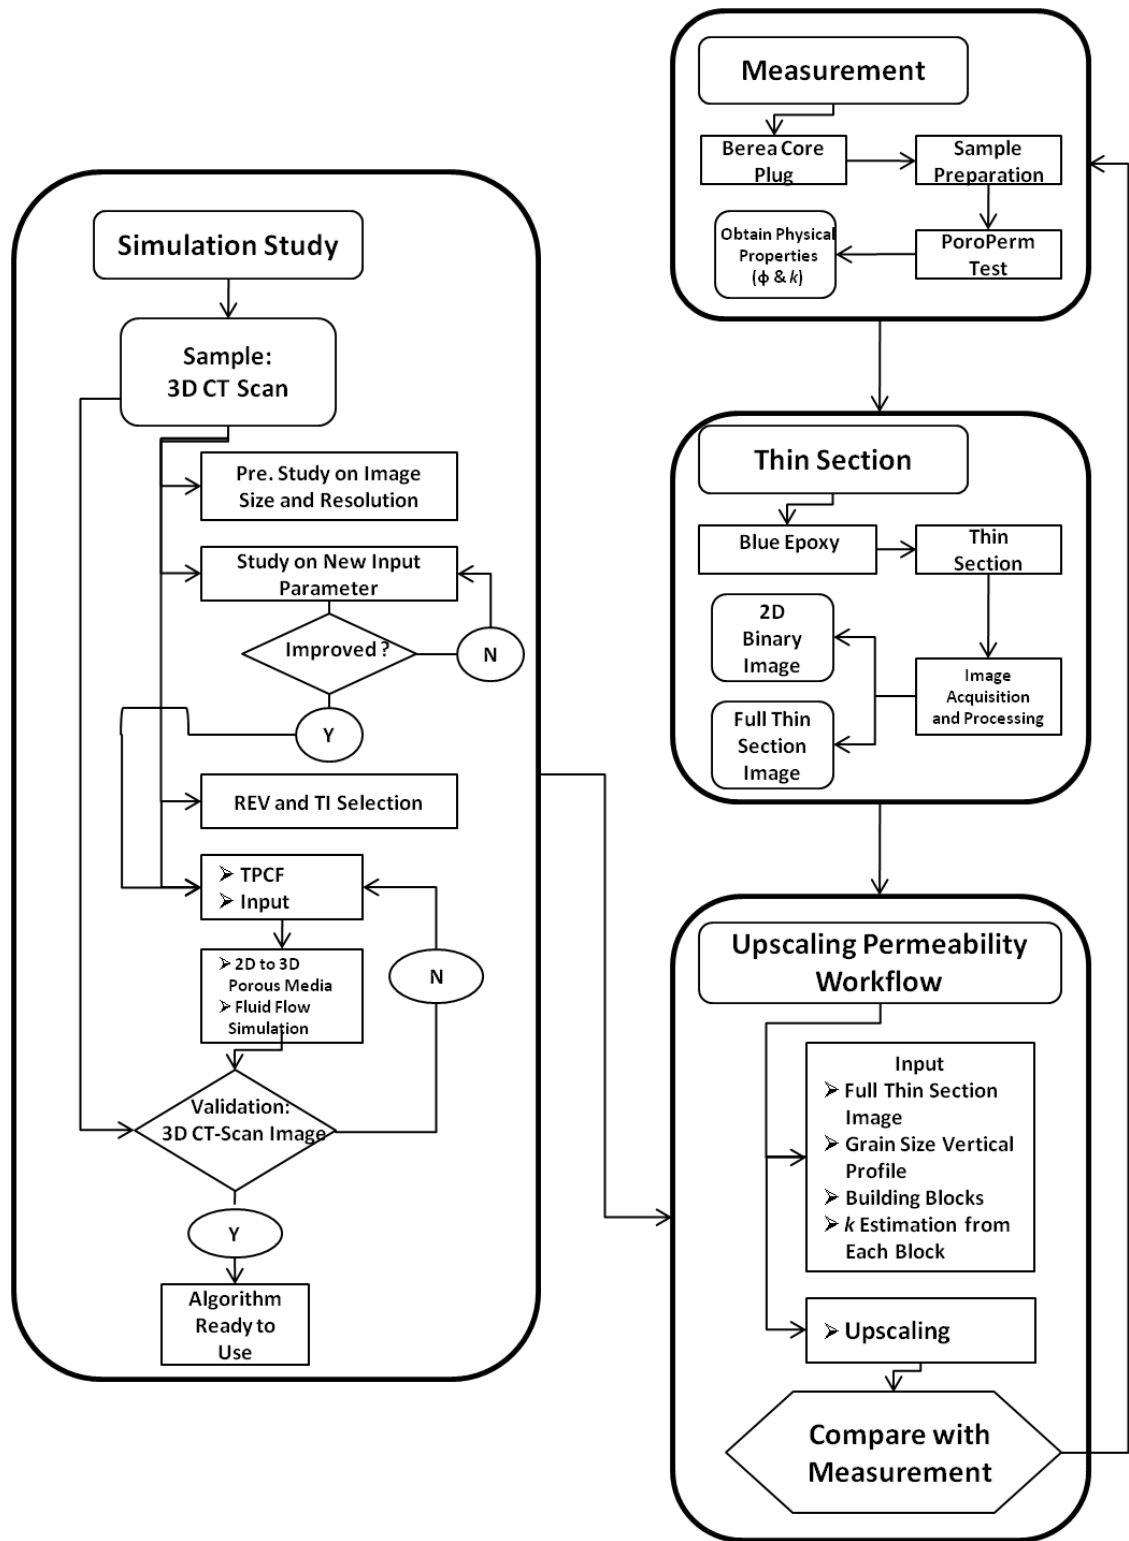 Simulation Study
Sample:
3D CT Scan
Pre. Study on Image
Size and Resolution
Study on New Input
Parameter
Improved ?
N
Y
REV and TI Selection
➢ TPCF
➢ Input
➢ 2D to 3D
Porous Media
➢ Fluid Flow
Simulation
N
Validation:
3D CT-Scan Image
Y
Algorithm
Ready to
Use
Measurement
Berea Core
Plug
Sample
Preparation
PoroPerm
Test
Obtain Physical
Properties
(ϕ & k)
Thin Section
Blue Epoxy
Thin
Section
Image
Acquisition
and Processing
2D
Binary
Image
Full Thin
Section
Image
Upscaling Permeability
Workflow
Input
➢ Full Thin Section
Image
➢ Grain Size Vertical
Profile
➢ Building Blocks
➢ k Estimation from
Each Block
➢ Upscaling
Compare with
Measurement